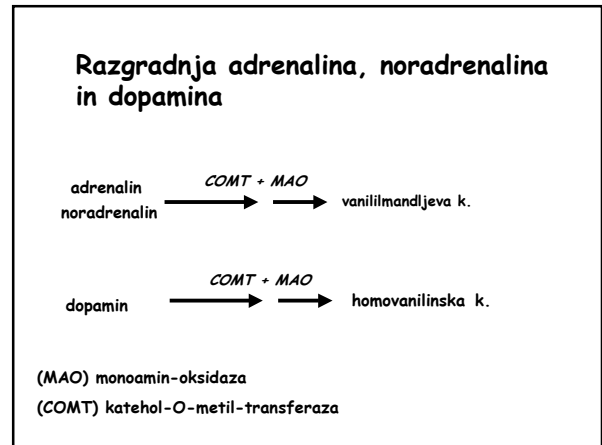 Razgradnja adrenalina, noradrenalina
in dopamina
COMT + MAO
adrenalin
noradrenalin
vanililmandljeva k.
COMT + MAO
dopamin
homovanilinska k.
(MAO) monoamin-oksidaza
(COMT) katehol-O-metil-transferaza